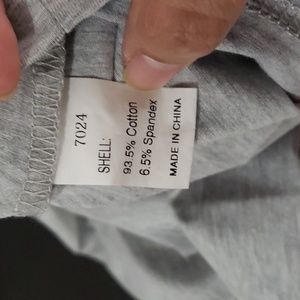 7024
SHELL:
93.5% Cotton
6.5% Spandex
MADE IN CHINA